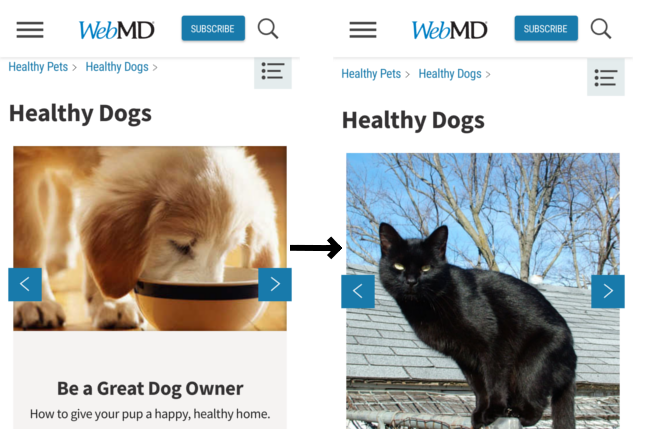 WebMD SUBSCRIBE
Healthy Pets > Healthy Dogs >
Healthy Dogs
Be a Great Dog Owner
How to give your pup a happy, healthy home.
WebMD SUBSCRIBE
Healthy Pets > Healthy Dogs >
Healthy Dogs